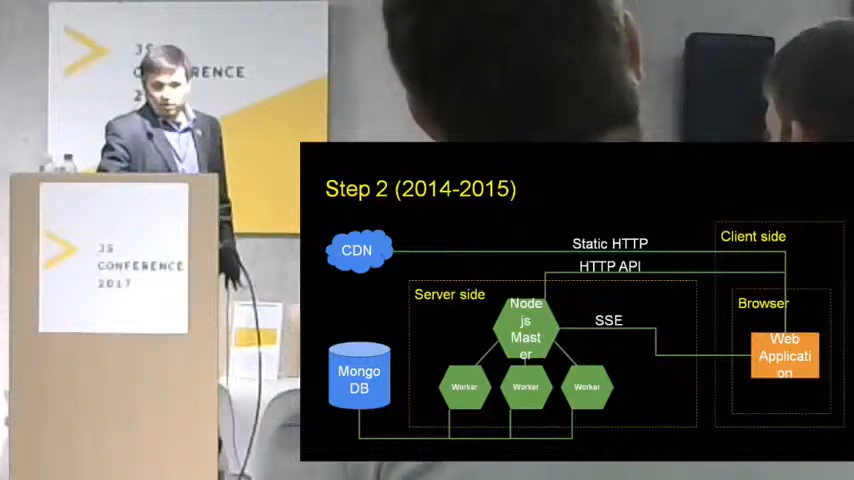 JS
CONFERENCE
2
JS
CONFERENCE
2017
Step 2 (2014-2015)
CDN
Static HTTP
Client side
HTTP API
Server side
Node
js
Mast
er
SSE
Browser
Web
Applicati
on
Mongo
DB
Worker
Worker
Worker